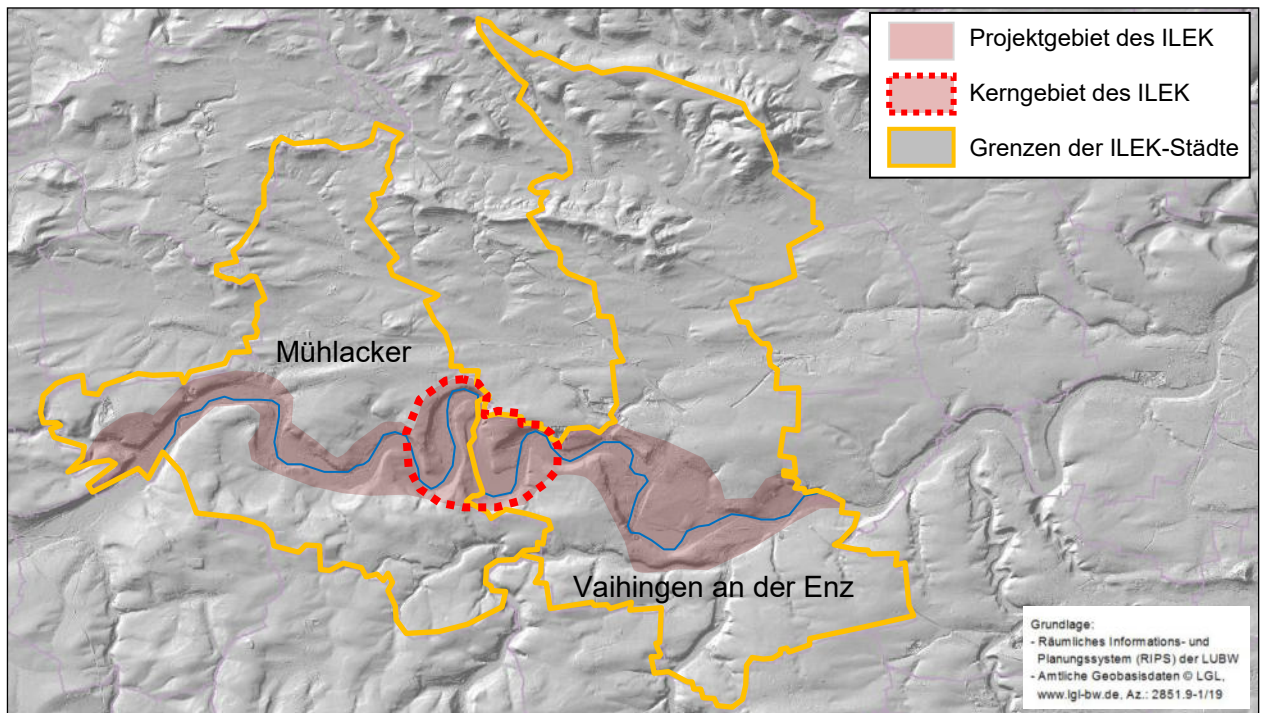 Projektgebiet des ILEK
Kerngebiet des ILEK
Grenzen der ILEK-Städte
Mühlacker
Vaihingen an der Enz
Grundlage:
- Räumliches Informations- und
Planungssystem (RIPS) der LUBW
- Amtliche Geobasisdaten © LGL,
www.lgl-bw.de, Az.: 2851.9-1/19